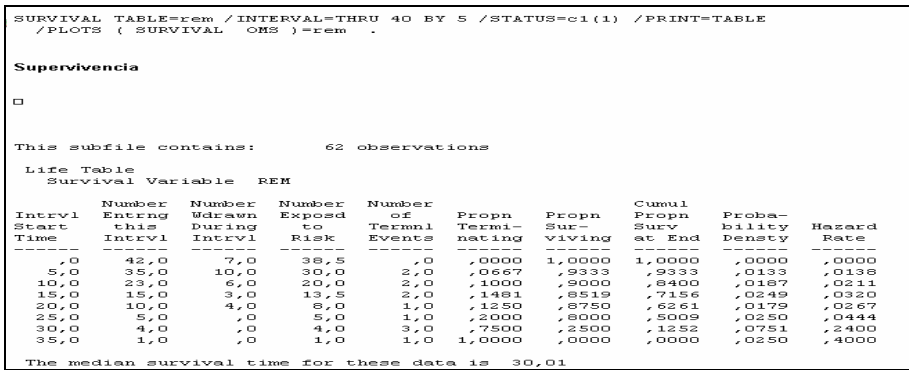 SURVIVAL TABLE=rem /INTERVAL=THRU 40 BY 5 /STATUS=c1(1) /PRINT=TABLE
/PLOTS ( SURVIVAL OMS )=rem .
Supervivencia
This subfile contains: 62 observations
Life Table
Survival Variable REM
Number Number Number Number Cumul
Intrvl Entrng Wdrawn Exposd of Propn Propn Propn Proba-
Start this During to Termnl Termi- Sur- Surv bility Hazard
Time Intrvl Intrvl Risk Events nating viving at End Densty Rate
------ ------ ------ ------ ------ ------ ------ ------ ------ ------
,0 42,0 7,0 38,5 ,0 ,0000 1,0000 1,0000 ,0000 ,0000
5,0 35,0 10,0 30,0 2,0 ,0667 ,9333 ,9333 ,0133 ,0138
10,0 23,0 6,0 20,0 2,0 ,1000 ,9000 ,8400 ,0187 ,0211
15,0 15,0 3,0 13,5 2,0 ,1481 ,8519 ,7156 ,0249 ,0320
20,0 10,0 4,0 8,0 1,0 ,1250 ,8750 ,6261 ,0179 ,0267
25,0 5,0 ,0 5,0 1,0 ,2000 ,8000 ,5009 ,0250 ,0444
30,0 4,0 ,0 4,0 3,0 ,7500 ,2500 ,1252 ,0751 ,2400
35,0 1,0 ,0 1,0 1,0 1,0000 ,0000 ,0000 ,0250 ,4000
The median survival time for these data is 30,01